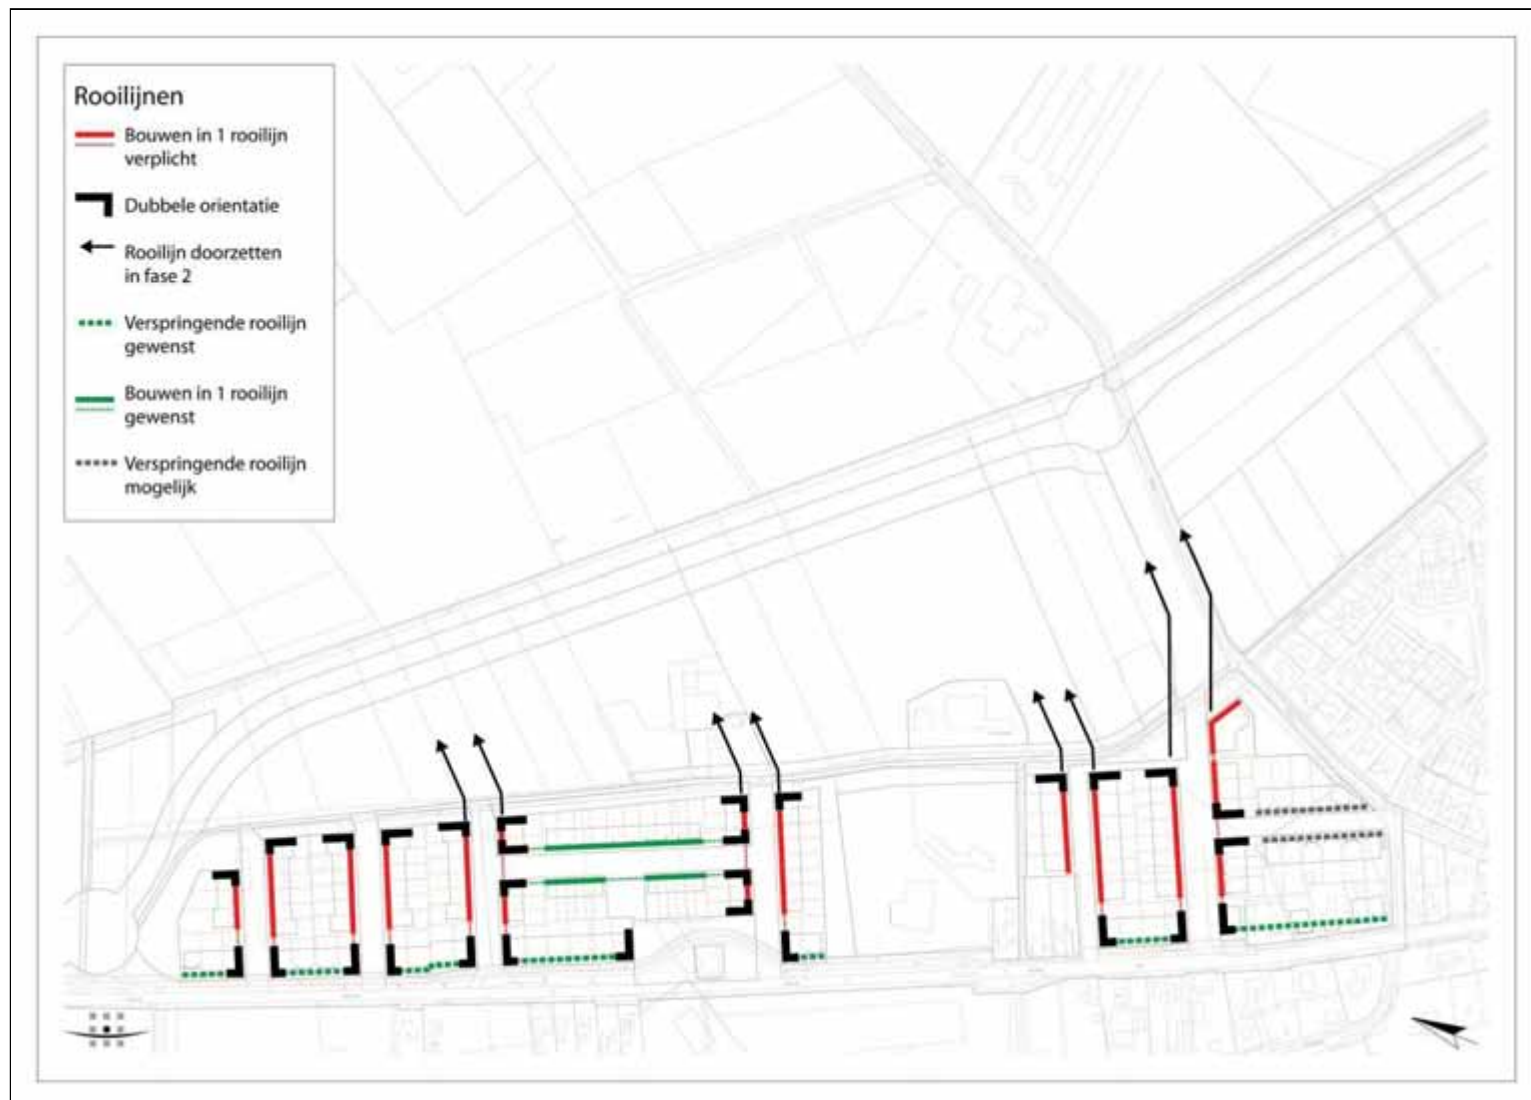 Rooilijnen
Bouwen in 1 rooilijn
verplicht
Dubbele orientatie
Rooilijn doorzetten
in fase 2
Verspringende rooilijn
gewenst
Bouwen in 1 rooilijn
gewenst
Verspringende rooilijn
mogelijk